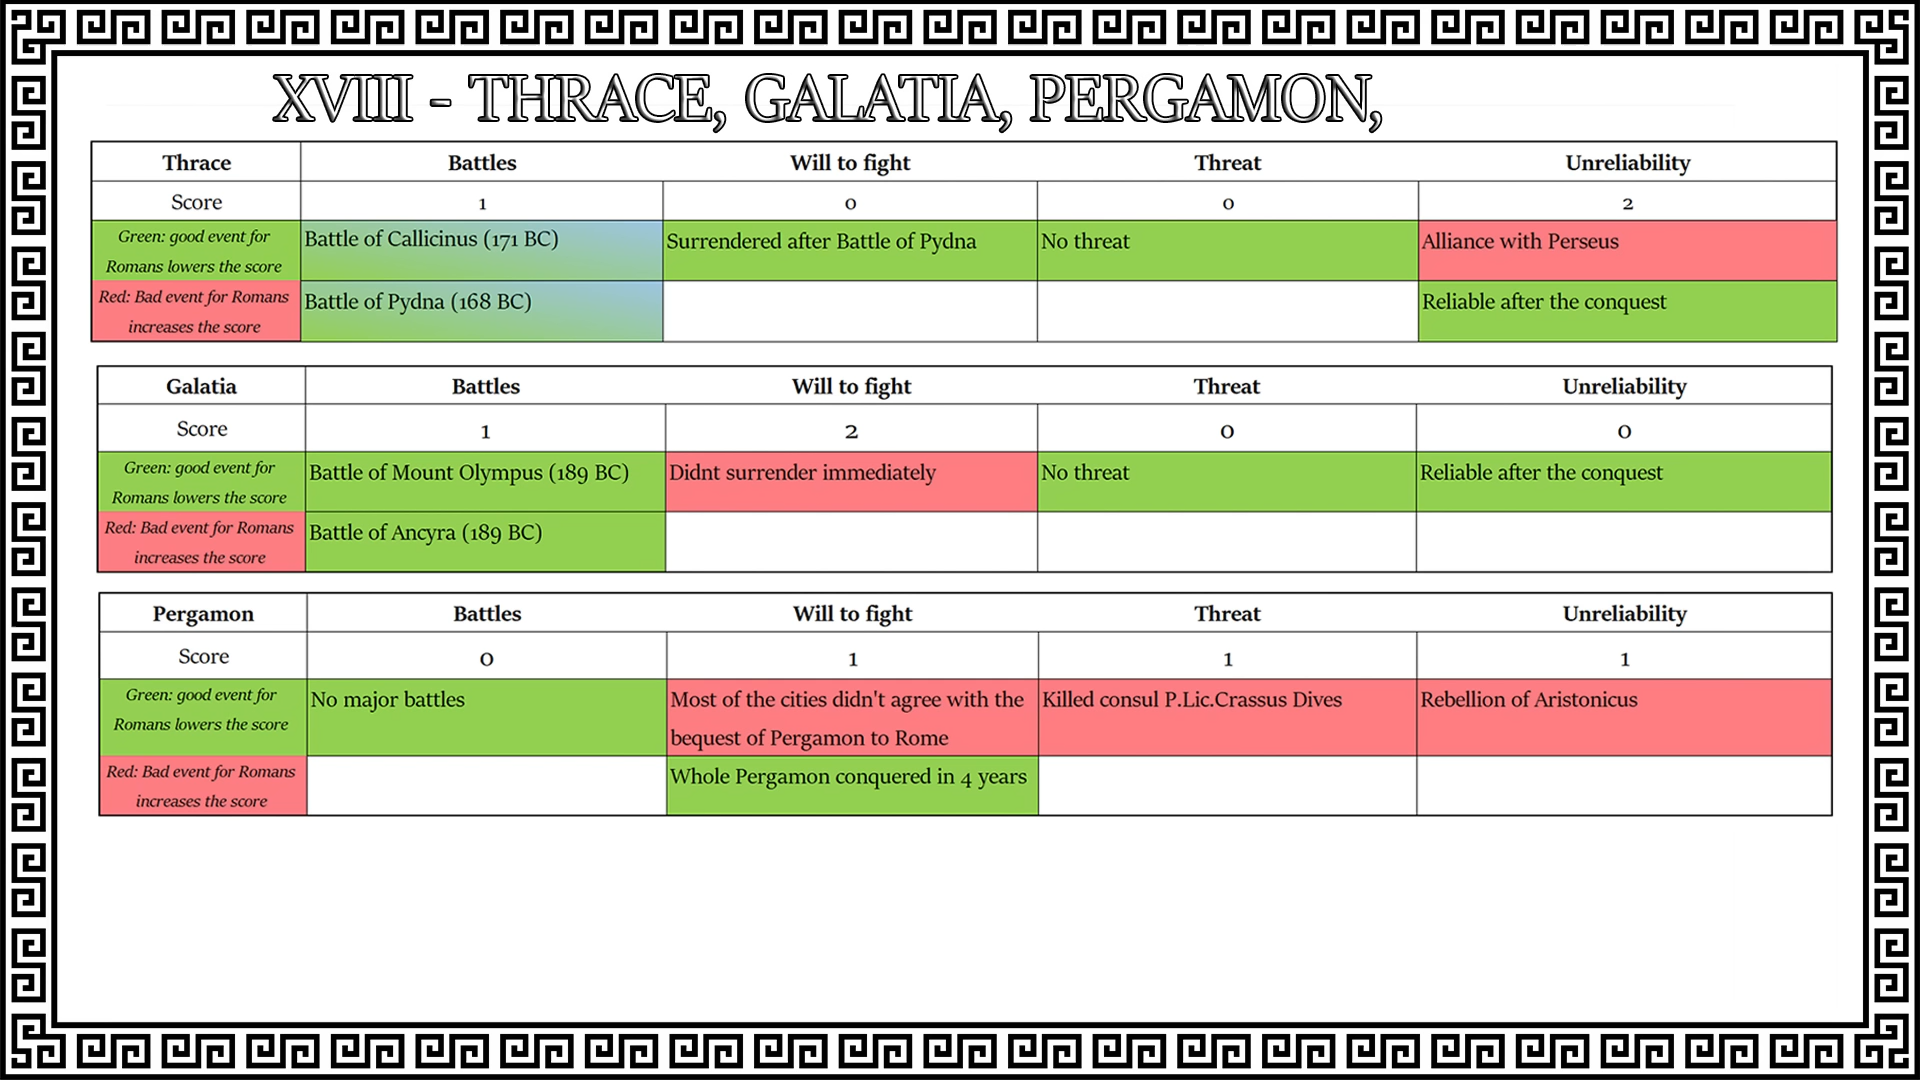 XVIII - THRACE, GALATIA, PERGAMON,
Thrace Battles Will to fight Threat Unreliability
Score 1 0 0 2
Green: good event for
Romans lowers the score
Battle of Callicinus (171 BC) Surrendered after Battle of Pydna No threat Alliance with Perseus
Red: Bad event for Romans
increases the score
Battle of Pydna (168 BC) Reliable after the conquest
Galatia Battles Will to fight Threat Unreliability
Score 1 2 0 0
Green: good event for
Romans lowers the score
Battle of Mount Olympus (189 BC) Didnt surrender immediately No threat Reliable after the conquest
Red: Bad event for Romans
increases the score
Battle of Ancyra (189 BC)
Pergamon Battles Will to fight Threat Unreliability
Score 0 1 1 1
Green: good event for
Romans lowers the score
No major battles
Most of the cities didn't agree with the
bequest of Pergamon to Rome
Killed consul P.Lic.Crassus Dives
Rebellion of Aristonicus
Red: Bad event for Romans
increases the score
Whole Pergamon conquered in 4 years